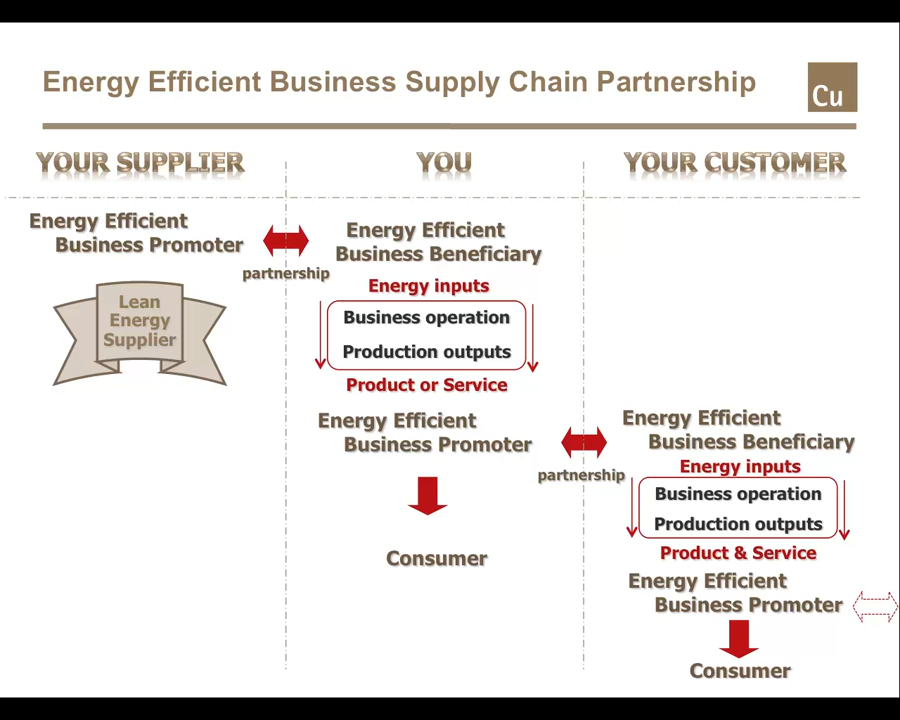 Energy Efficient Business Supply Chain Partnership
Cu
YOUR SUPPLIER
YOU
YOUR CUSTOMER
Energy Efficient
Business Promoter
partnership
Lean
Energy
Supplier
Energy Efficient
Business Beneficiary
Energy inputs
Business operation
Production outputs
Product or Service
Energy Efficient
Business Promoter
Consumer
partnership
Energy Efficient
Business Beneficiary
Energy inputs
Business operation
Production outputs
Product & Service
Energy Efficient
Business Promoter
Consumer